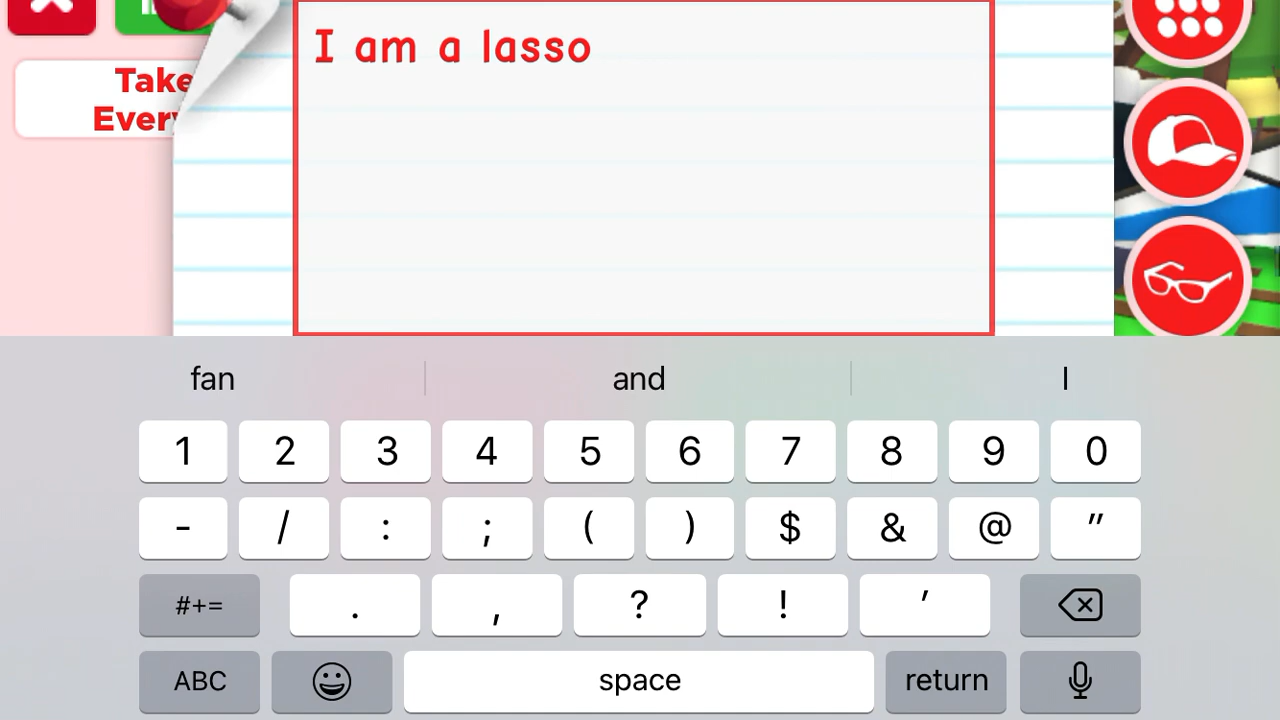 I am a lasso
Take
Every
fan and I
1 2 3 4 5 6 7 8 9 0
- / : ; ( ) $ & @ "
#+= . , ? ! '
ABC space return